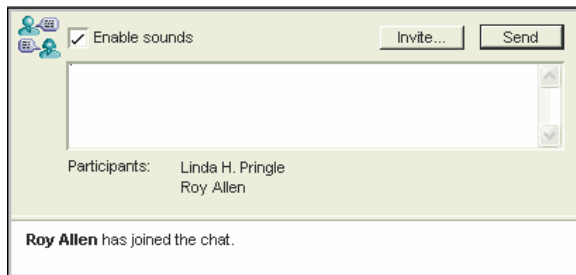 Enable sounds Invite... Send
Participants: Linda H. Pringle
Roy Allen
Roy Allen has joined the chat.